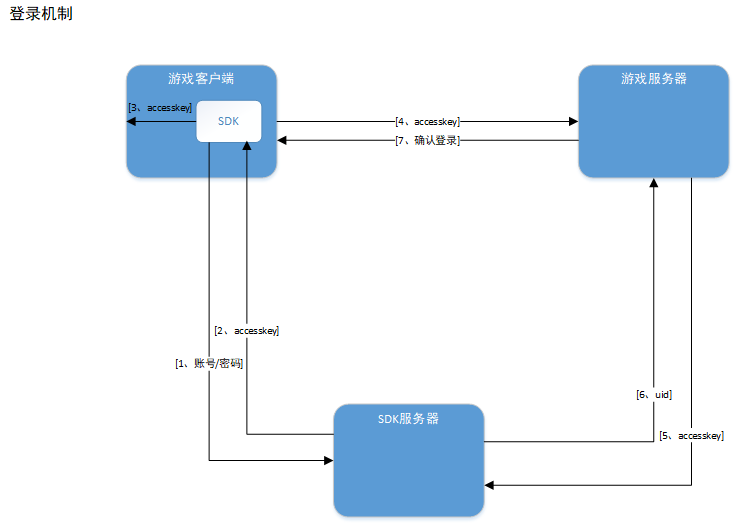 登录机制
游戏客户端
游戏服务器
[3、accesskey]
SDK
[4、accesskey]
[7、确认登录]
[2、accesskey]
[1、账号/密码]
[6、uid]
SDK服务器
[5、accesskey]